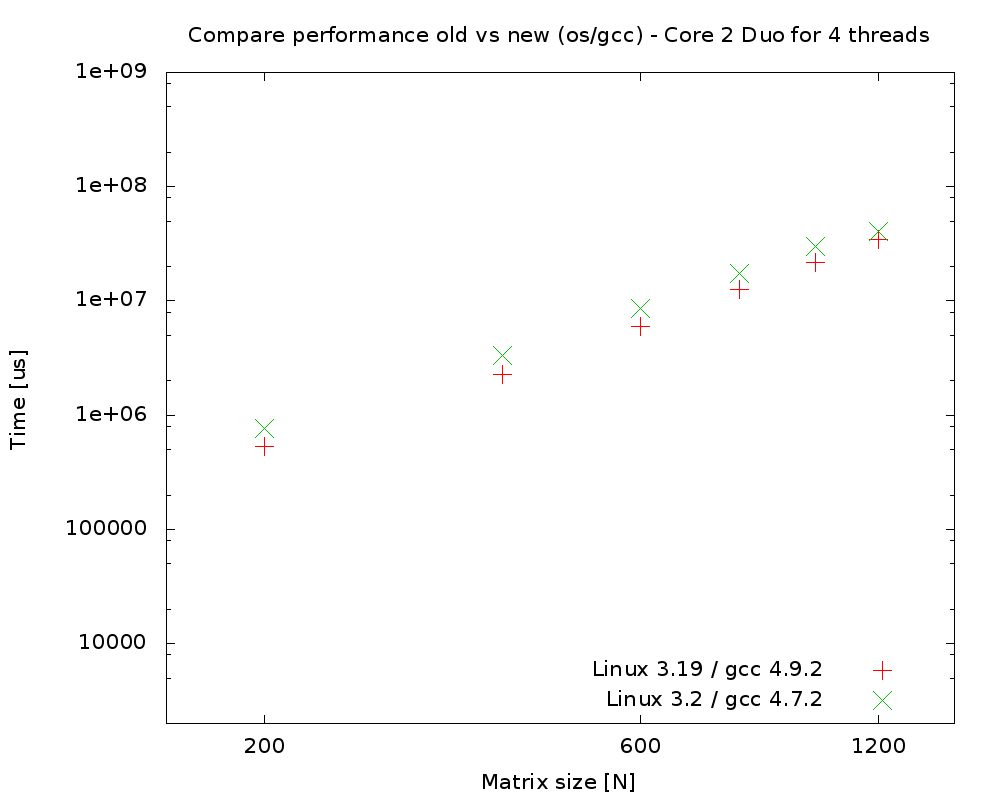 Compare performance old vs new (os/gcc) - Core 2 Duo for 4 threads
1e+09
1e+08
1e+07
1e+06
100000
10000
Time [us]
Linux 3.19 / gcc 4.9.2
Linux 3.2 / gcc 4.7.2
200
600
1200
Matrix size [N]